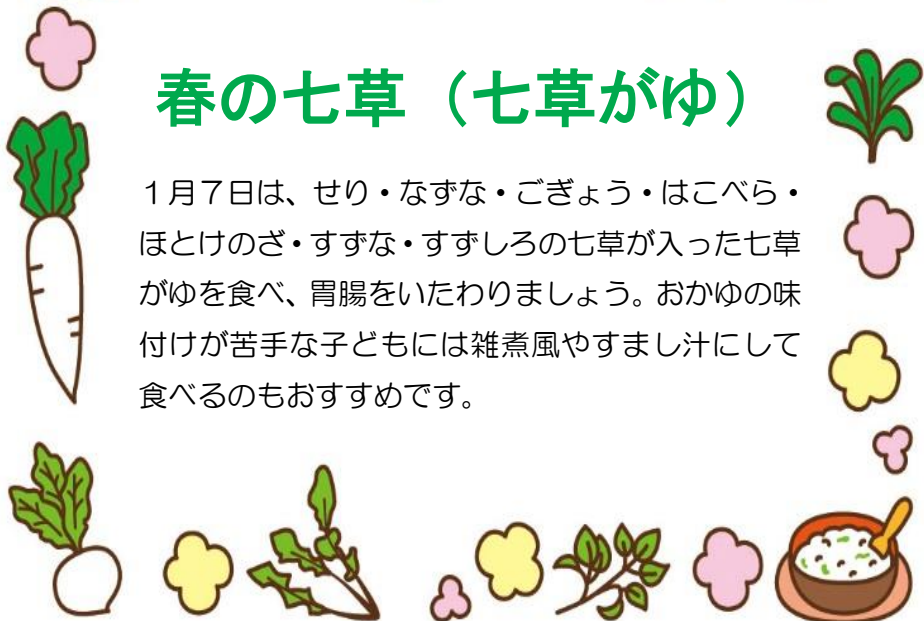 春の七草（七草がゆ）
１月７日は、せり・なずな・ごぎょう・はこべら・
ほとけのざ・すずな・すずしろの七草が入った七草
がゆを食べ、胃腸をいたわりましょう。おかゆの味
付けが苦手な子どもには雑煮風やすまし汁にして
食べるのもおすすめです。